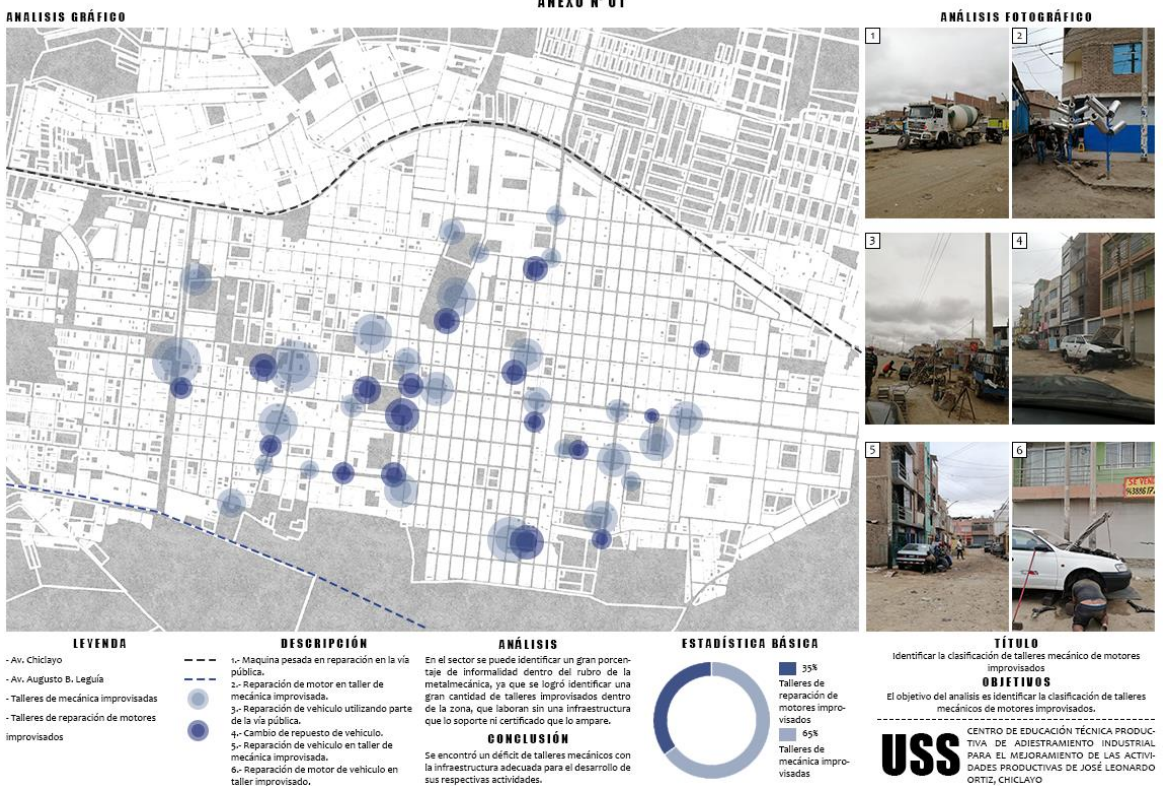 ANEXO N° 01
ANALISIS GRÁFICO
ANÁLISIS FOTOGRÁFICO
1
2
3
4
5
6
SE VEN
LEYENDA
- Av. Chiclayo
- Av. Augusto B. Leguía
- Talleres de mecánica improvisadas
- Talleres de reparación de motores
improvisados
DESCRIPCIÓN
1.- Maquina pesada en reparación en la vía
pública.
2.- Reparación de motor en taller de
mecánica improvisada.
3.- Reparación de vehiculo utilizando parte
de la vía pública.
4.- Cambio de repuesto de vehiculo.
5.- Reparación de vehiculo en taller de
mecánica improvisada.
6.- Reparación de motor de vehiculo en
taller improvisado.
ANÁLISIS
En el sector se puede identificar un gran porcen-
taje de informalidad dentro del rubro de la
metalmecánica, ya que se logró identificar una
gran cantidad de talleres improvisados dentro
de la zona, que laboran sin una infraestructura
que lo soporte ni certificado que lo ampare.
CONCLUSIÓN
Se encontró un déficit de talleres mecánicos con
la infraestructura adecuada para el desarrollo de
sus respectivas actividades.
ESTADÍSTICA BÁSICA
35%
Talleres de
reparación de
motores impro-
visados
65%
Talleres de
mecánica impro-
visadas
TÍTULO
Identificar la clasificación de talleres mecánico de motores
improvisados
OBJETIVOS
El objetivo del analisis es identificar la clasificación de talleres
mecánicos de motores improvisados.
USS
CENTRO DE EDUCACIÓN TÉCNICA PRODUC-
TIVA DE ADIESTRAMIENTO INDUSTRIAL
PARA EL MEJORAMIENTO DE LAS ACTIVI-
DADES PRODUCTIVAS DE JOSÉ LEONARDO
ORTIZ, CHICLAYO